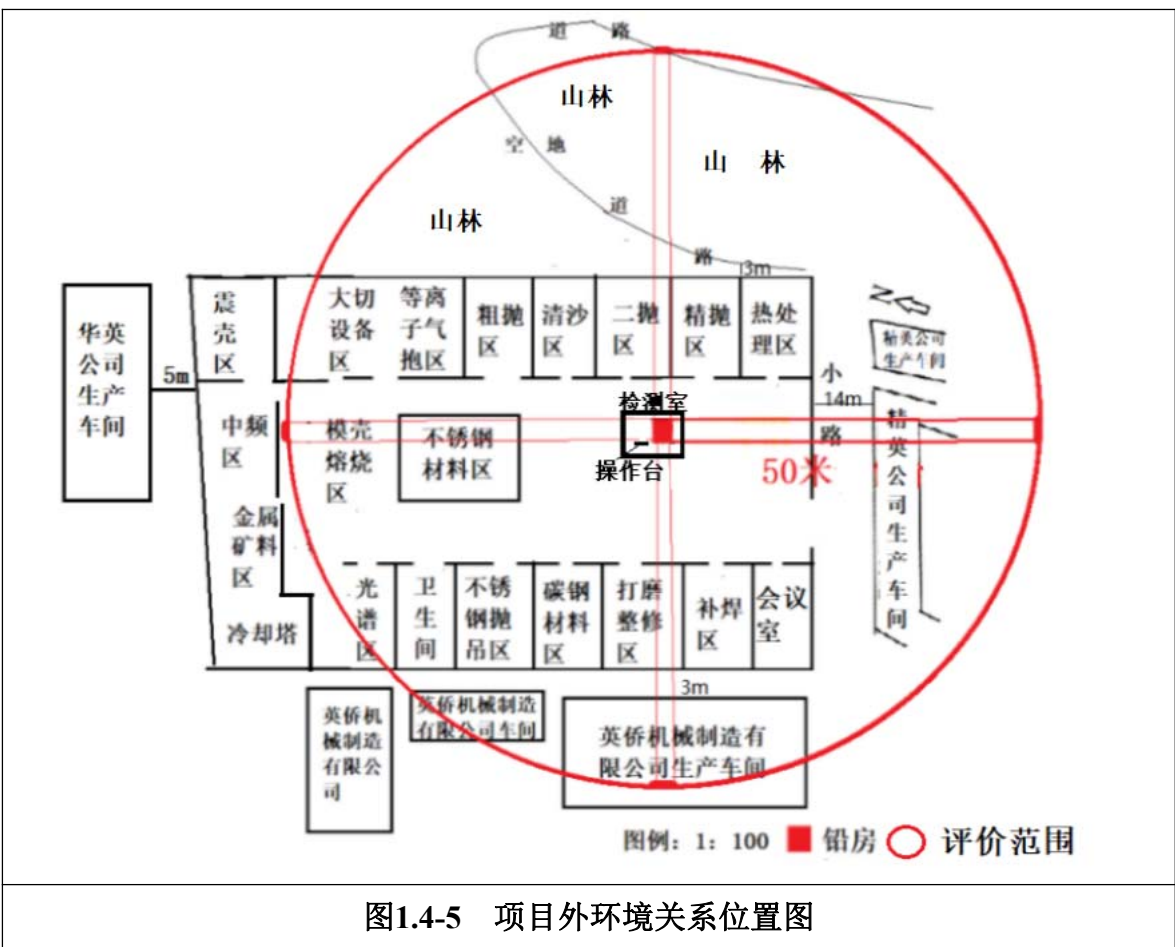 道 路
山林
山 林
空 地
道
山林
路
3m
震
壳
区
大切
设备
区
等离
子气
抱区
粗抛
区
清沙
区
二抛
区
精抛
区
热处
理区
N
精英公司
生产车间
华英
公司
生产
车间
5m
小
路
14m
检测室
中频
区
模壳
熔烧
区
不锈钢
材料区
操作台
50米
精
英
公
司
生
产
车
间
金属
矿料
区
冷却塔
光
谱
区
卫
生
间
不锈
钢抛
吊区
碳钢
材料
区
打磨
整修
区
补焊
区
会议
室
3m
英侨机
械制造
有限公
司
英侨机械制造
有限公司车间
英侨机械制造有
限公司生产车间
图例：1：100 铅房 评价范围
图1.4-5 项目外环境关系位置图